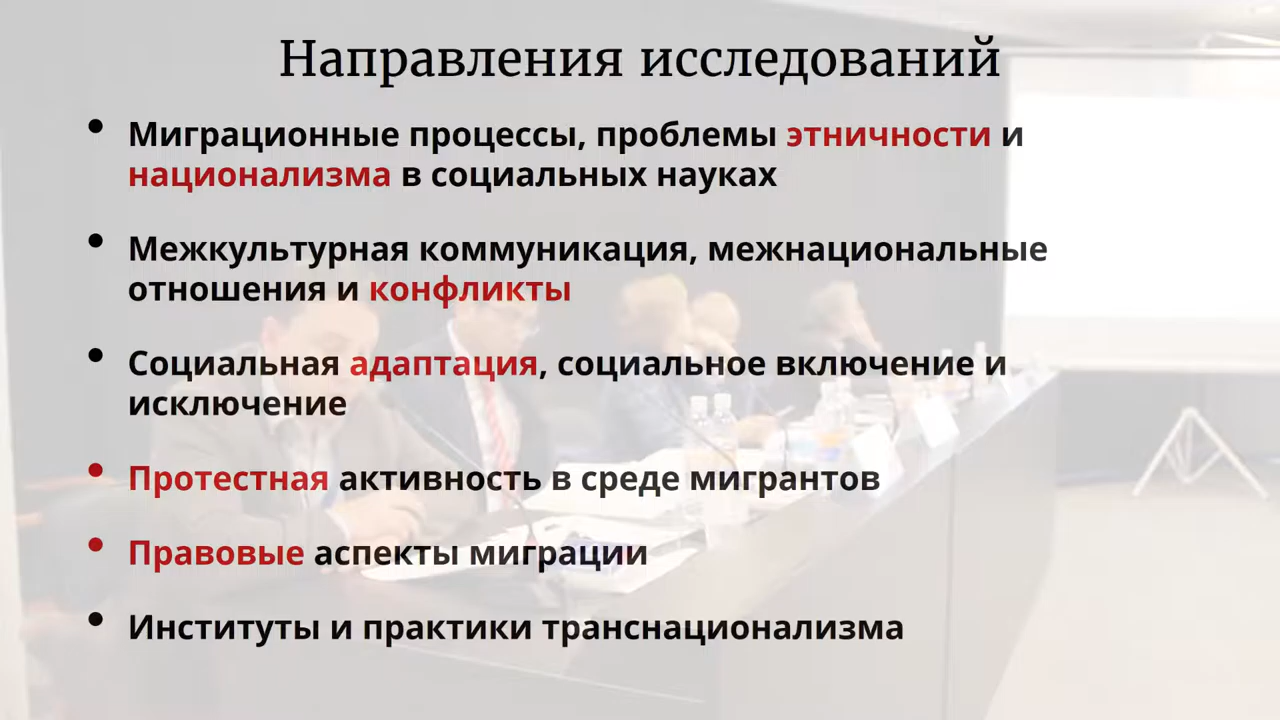 Направления исследований
• Миграционные процессы, проблемы этничности и
национализма в социальных науках
• Межкультурная коммуникация, межнациональные
отношения и конфликты
• Социальная адаптация, социальное включение и
исключение
• Протестная активность в среде мигрантов
• Правовые аспекты миграции
• Институты и практики транснационализма